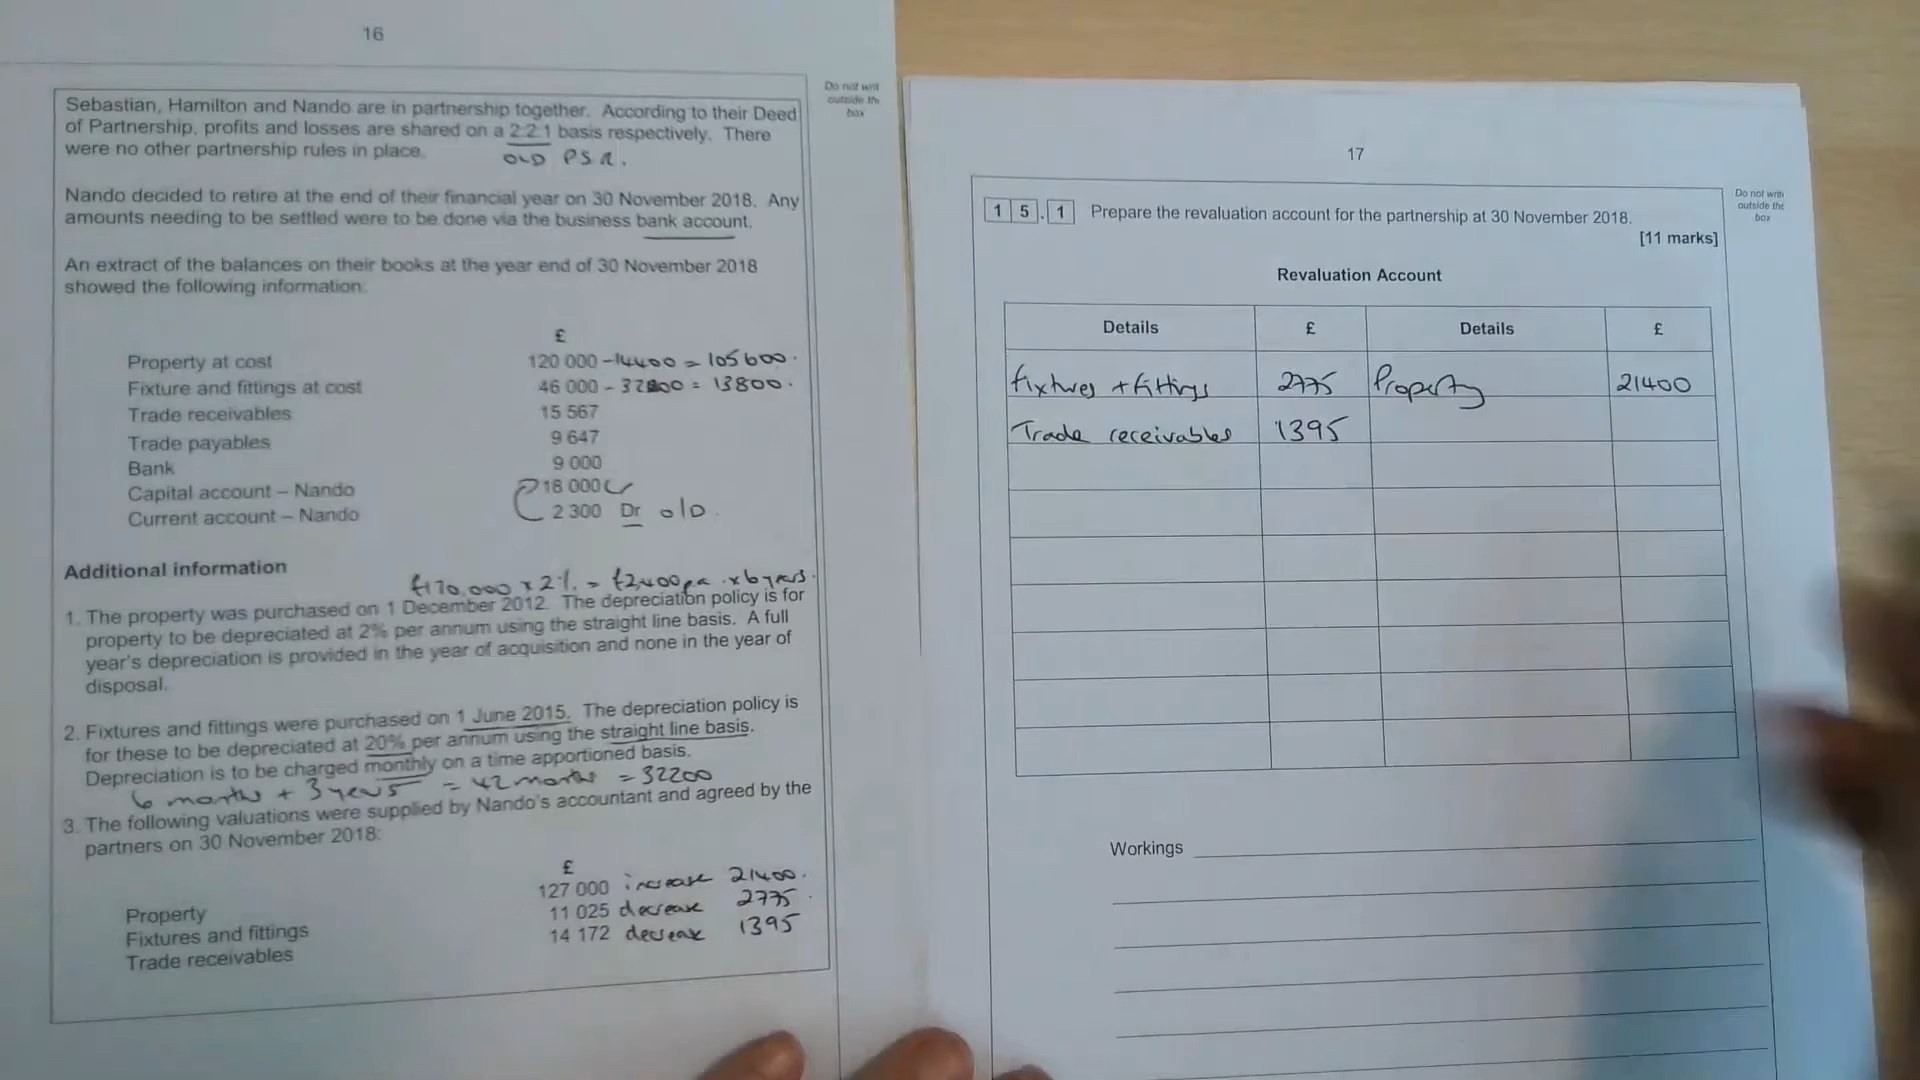 16
Do not writ
outside th
box
Sebastian, Hamilton and Nando are in partnership together. According to their Deed
of Partnership, profits and losses are shared on a 2:2:1 basis respectively. There
were no other partnership rules in place.
OLD PSR.
Nando decided to retire at the end of their financial year on 30 November 2018. Any
amounts needing to be settled were to be done via the business bank account.
An extract of the balances on their books at the year end of 30 November 2018
showed the following information:
£
Property at cost 120 000 - 14400 = 105600.
Fixture and fittings at cost 46 000 - 32200 = 13800.
Trade receivables 15 567
Trade payables 9 647
Bank 9 000
Capital account – Nando 18 000
Current account – Nando 2 300 Dr old.
Additional information
£120,000 x 2% = £2,400pa x 6 years.
1. The property was purchased on 1 December 2012. The depreciation policy is for
property to be depreciated at 2% per annum using the straight line basis. A full
year's depreciation is provided in the year of acquisition and none in the year of
disposal.
2. Fixtures and fittings were purchased on 1 June 2015. The depreciation policy is
for these to be depreciated at 20% per annum using the straight line basis.
Depreciation is to be charged monthly on a time apportioned basis.
6 months + 3 years = 42 months = 32200
3. The following valuations were supplied by Nando's accountant and agreed by the
partners on 30 November 2018:
£
Property 127 000 increase 21400.
Fixtures and fittings 11 025 decrease 2775.
Trade receivables 14 172 decrease 1395
17
Do not writ
outside the
box
1 5 . 1 Prepare the revaluation account for the partnership at 30 November 2018.
[11 marks]
Revaluation Account
Details £ Details £
fixtures + fittings 2775 Property 21400
Trade receivables 1395
Workings